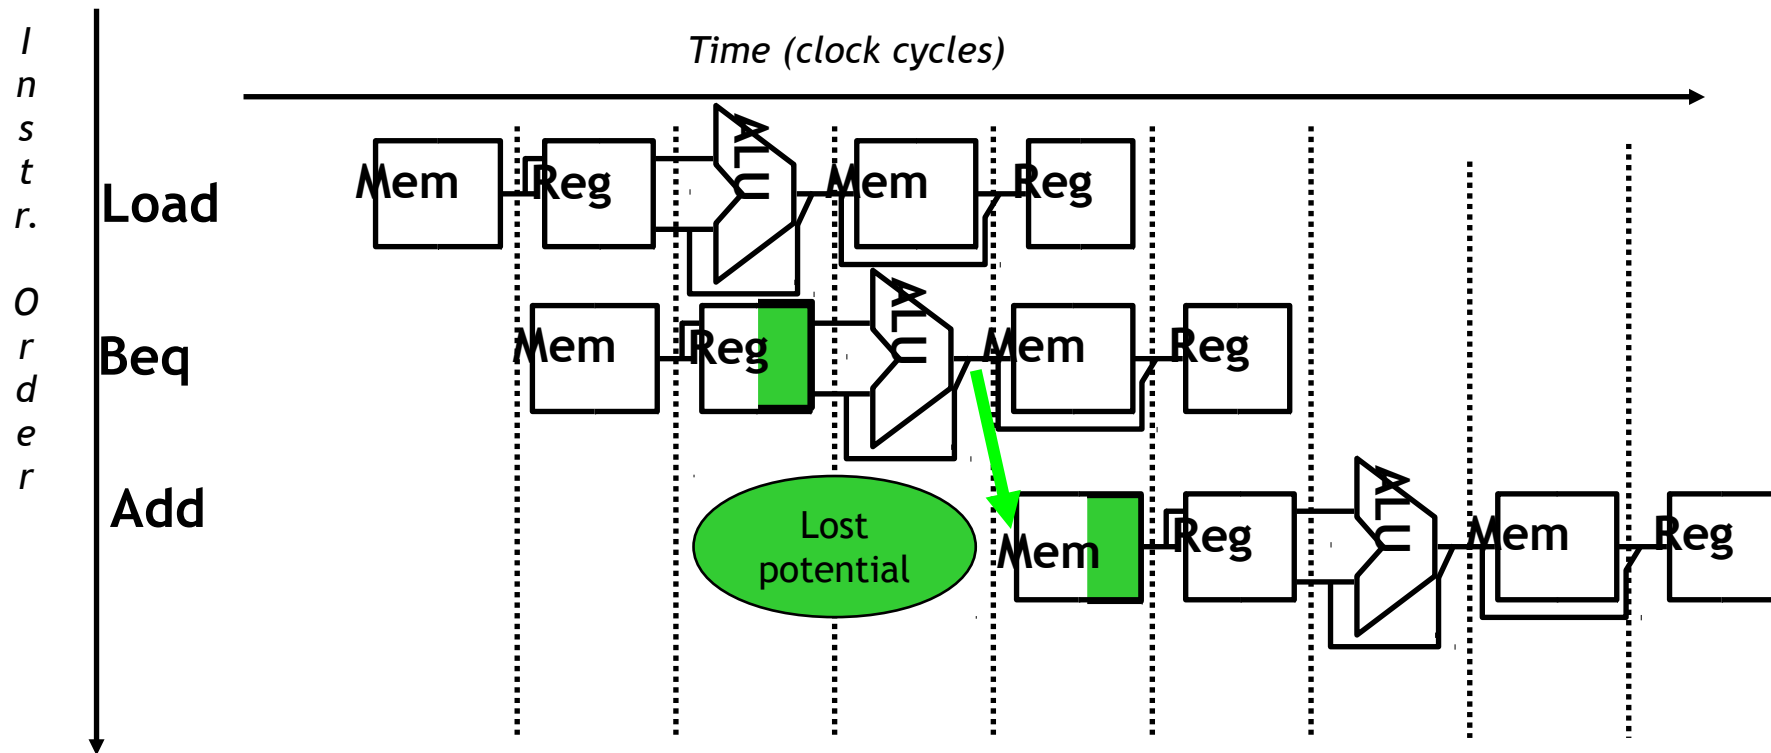 Time (clock cycles)
Instr. Order
Load
Mem Reg ALU Mem Reg
Beq
Mem Reg ALU Mem Reg
Add
Lost
potential
Mem Reg ALU Mem Reg